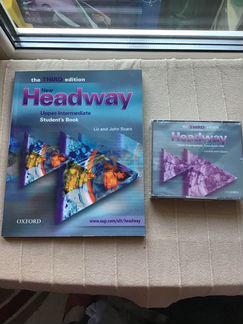 the THIRD edition
New
Headway
Upper-Intermediate
Student's Book
Liz and John Soars
OXFORD
www.oup.com/elt/headway
THIRD
Headway